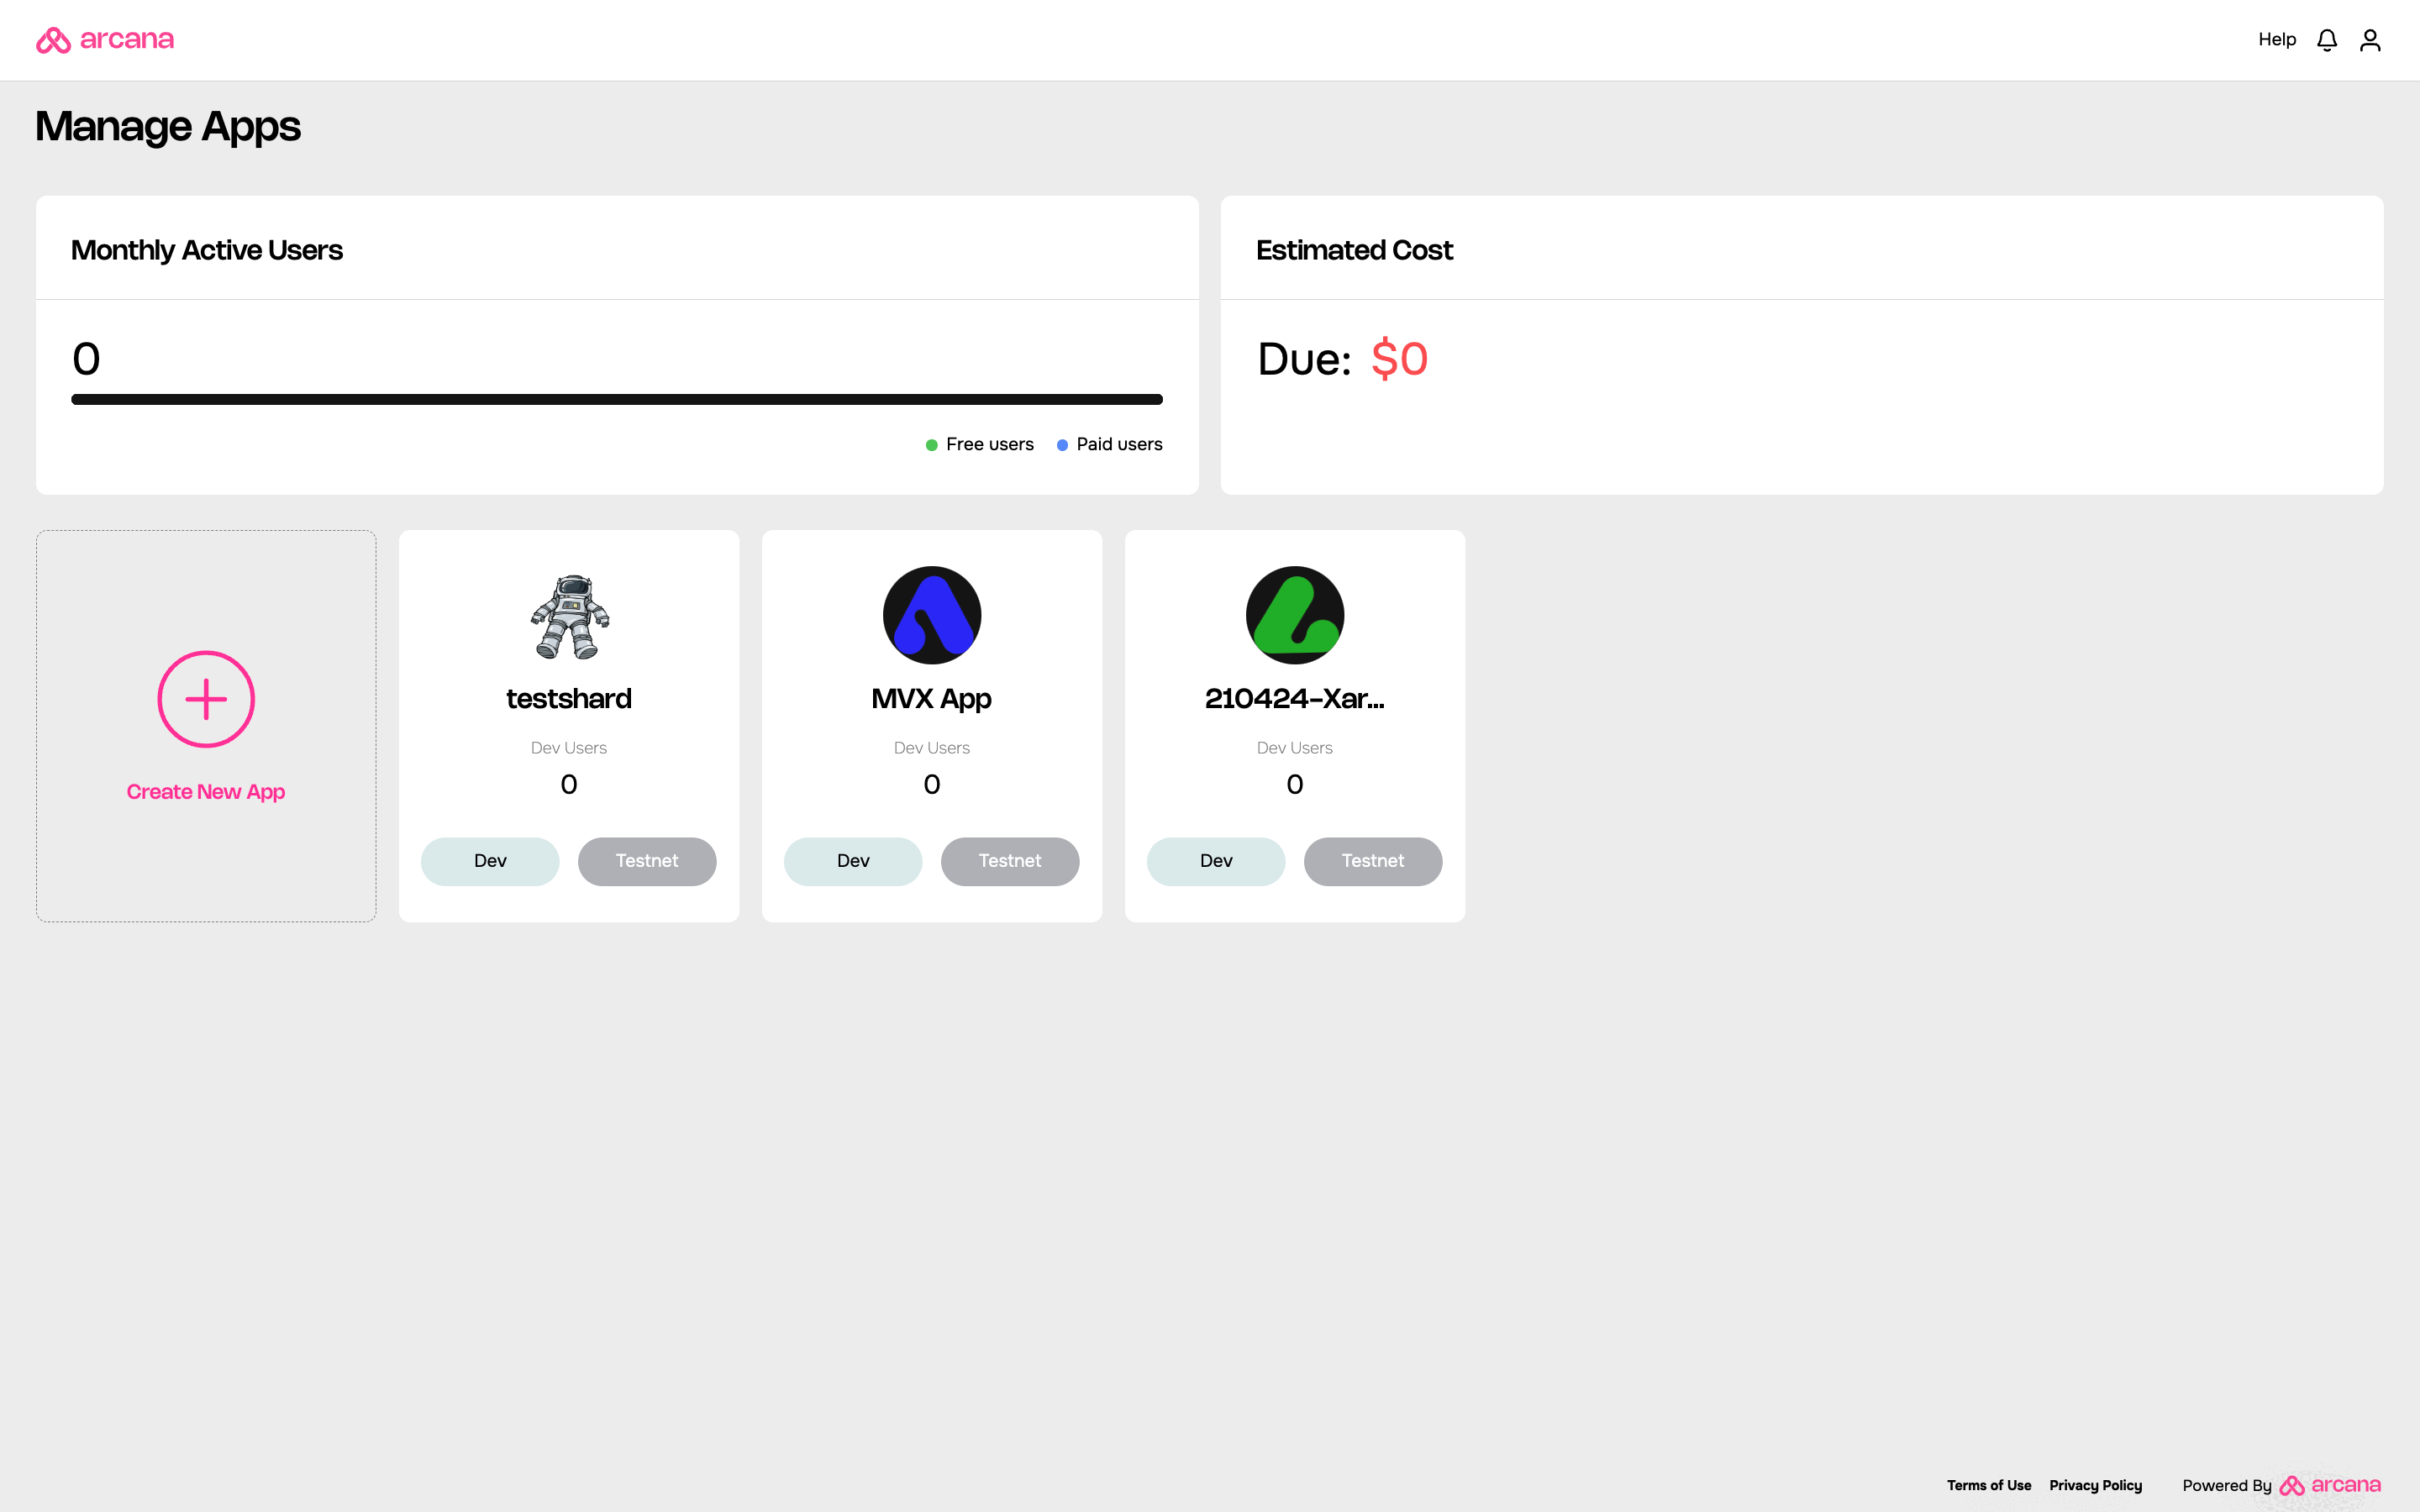 arcana
Help
Manage Apps
Monthly Active Users
0
Free users
Paid users
Estimated Cost
Due: $0
Create New App
testshard
Dev Users
0
Dev
Testnet
MVX App
Dev Users
0
Dev
Testnet
210424-Xar...
Dev Users
0
Dev
Testnet
Terms of Use
Privacy Policy
Powered By arcana